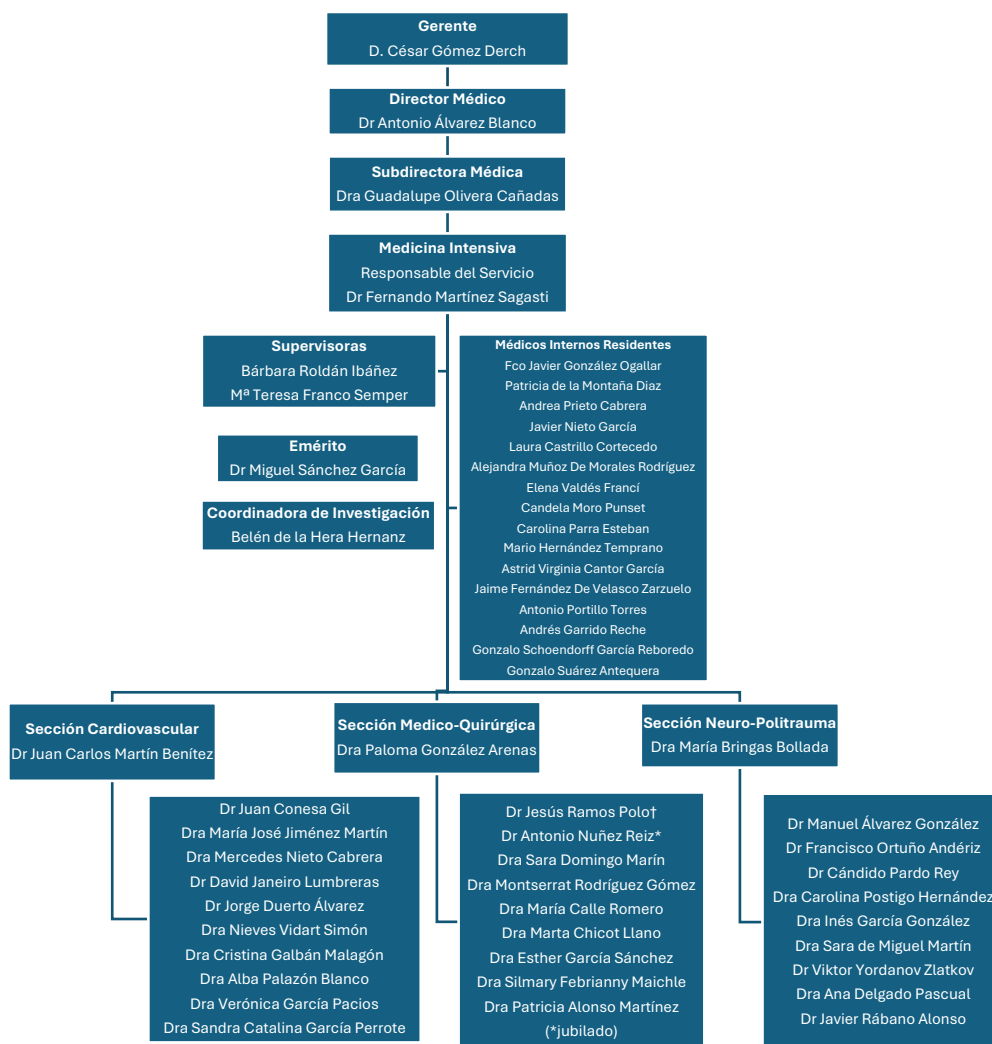 Gerente
D. César Gómez Derch
Director Médico
Dr Antonio Álvarez Blanco
Subdirectora Médica
Dra Guadalupe Olivera Cañadas
Medicina Intensiva
Responsable del Servicio
Dr Fernando Martínez Sagasti
Supervisoras
Bárbara Roldán Ibáñez
Mª Teresa Franco Semper
Emérito
Dr Miguel Sánchez García
Coordinadora de Investigación
Belén de la Hera Hernanz
Médicos Internos Residentes
Fco Javier González Ogallar
Patricia de la Montaña Diaz
Andrea Prieto Cabrera
Javier Nieto García
Laura Castrillo Cortecedo
Alejandra Muñoz De Morales Rodríguez
Elena Valdés Francí
Candela Moro Punset
Carolina Parra Esteban
Mario Hernández Temprano
Astrid Virginia Cantor García
Jaime Fernández De Velasco Zarzuelo
Antonio Portillo Torres
Andrés Garrido Reche
Gonzalo Schoendorff García Reboredo
Gonzalo Suárez Antequera
Sección Cardiovascular
Dr Juan Carlos Martín Benítez
Dr Juan Conesa Gil
Dra María José Jiménez Martín
Dra Mercedes Nieto Cabrera
Dr David Janeiro Lumbreras
Dr Jorge Duerto Álvarez
Dra Nieves Vidart Simón
Dra Cristina Galbán Malagón
Dra Alba Palazón Blanco
Dra Verónica García Pacios
Dra Sandra Catalina García Perrote
Sección Medico-Quirúrgica
Dra Paloma González Arenas
Dr Jesús Ramos Polo†
Dr Antonio Nuñez Reiz*
Dra Sara Domingo Marín
Dra Montserrat Rodríguez Gómez
Dra María Calle Romero
Dra Marta Chicot Llano
Dra Esther García Sánchez
Dra Silmary Febrianny Maichle
Dra Patricia Alonso Martínez
(*jubilado)
Sección Neuro-Politrauma
Dra María Bringas Bollada
Dr Manuel Álvarez González
Dr Francisco Ortuño Andériz
Dr Cándido Pardo Rey
Dra Carolina Postigo Hernández
Dra Inés García González
Dra Sara de Miguel Martín
Dr Viktor Yordanov Zlatkov
Dra Ana Delgado Pascual
Dr Javier Rábano Alonso